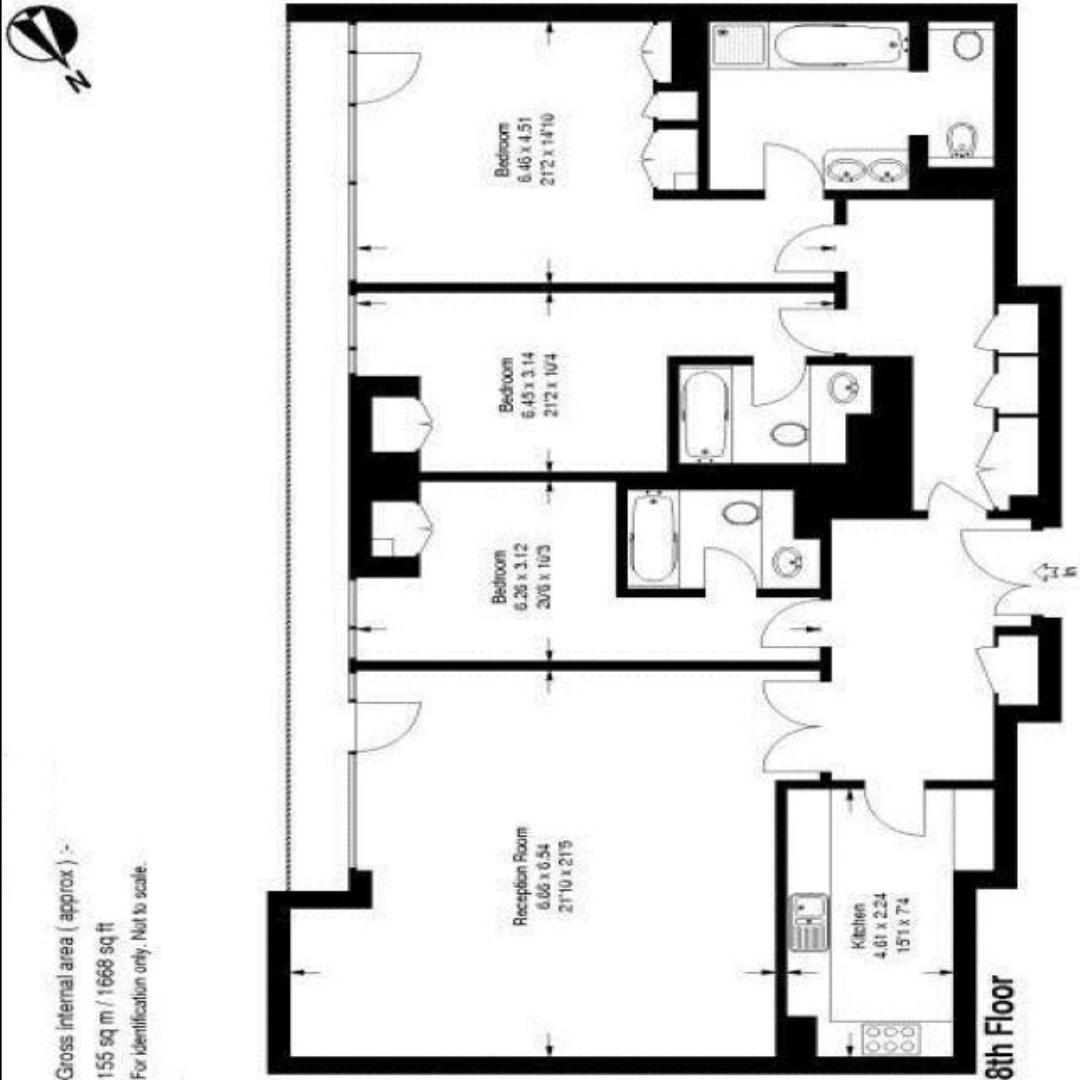 N
Gross internal area ( approx ) :-
155 sq m / 1668 sq ft
For identification only. Not to scale.
Bedroom
6.46 x 4.51
21'2 x 14'10
Bedroom
6.45 x 3.14
21'2 x 10'4
Bedroom
6.26 x 3.12
20'6 x 10'3
Reception Room
6.66 x 6.54
21'10 x 21'5
Kitchen
4.61 x 2.24
15'1 x 7'4
In
8th Floor